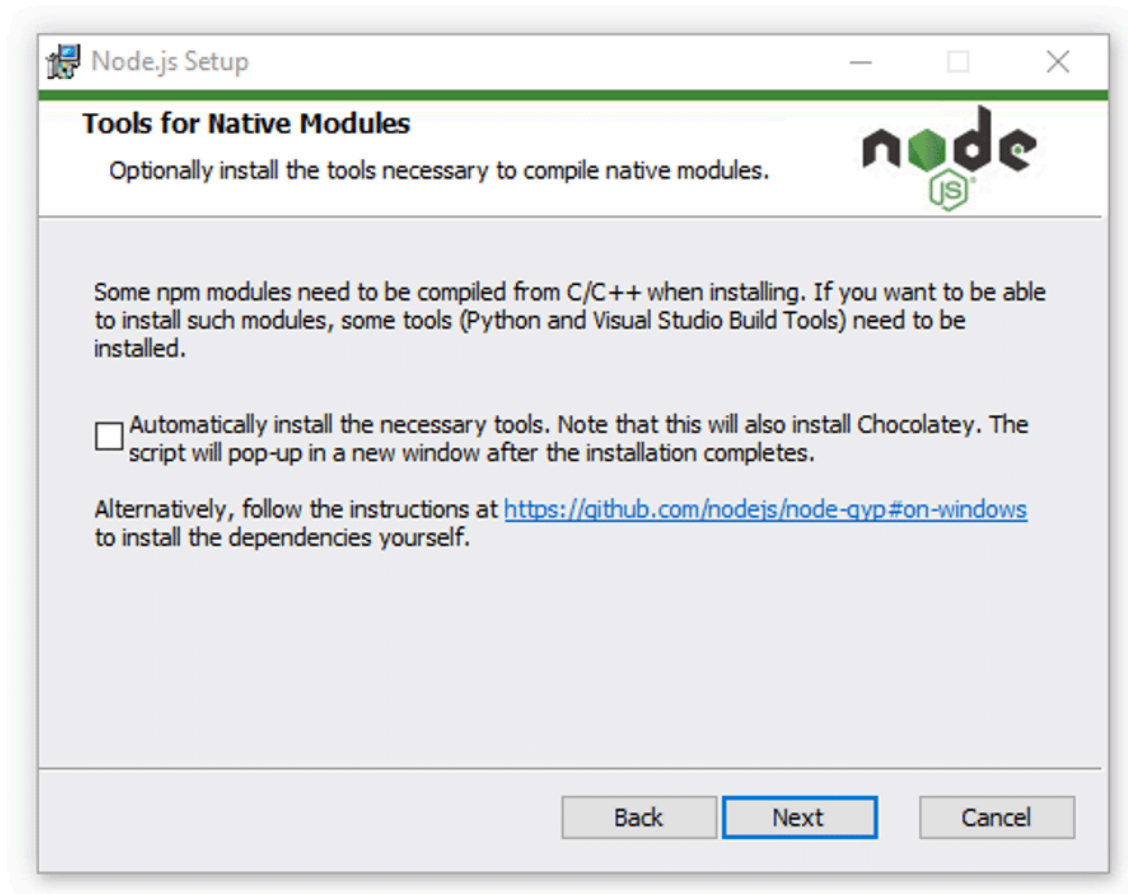 Node.js Setup
Tools for Native Modules
Optionally install the tools necessary to compile native modules.
node
JS
Some npm modules need to be compiled from C/C++ when installing. If you want to be able
to install such modules, some tools (Python and Visual Studio Build Tools) need to be
installed.
Automatically install the necessary tools. Note that this will also install Chocolatey. The
script will pop-up in a new window after the installation completes.
Alternatively, follow the instructions at https://github.com/nodejs/node-gyp#on-windows
to install the dependencies yourself.
Back Next Cancel